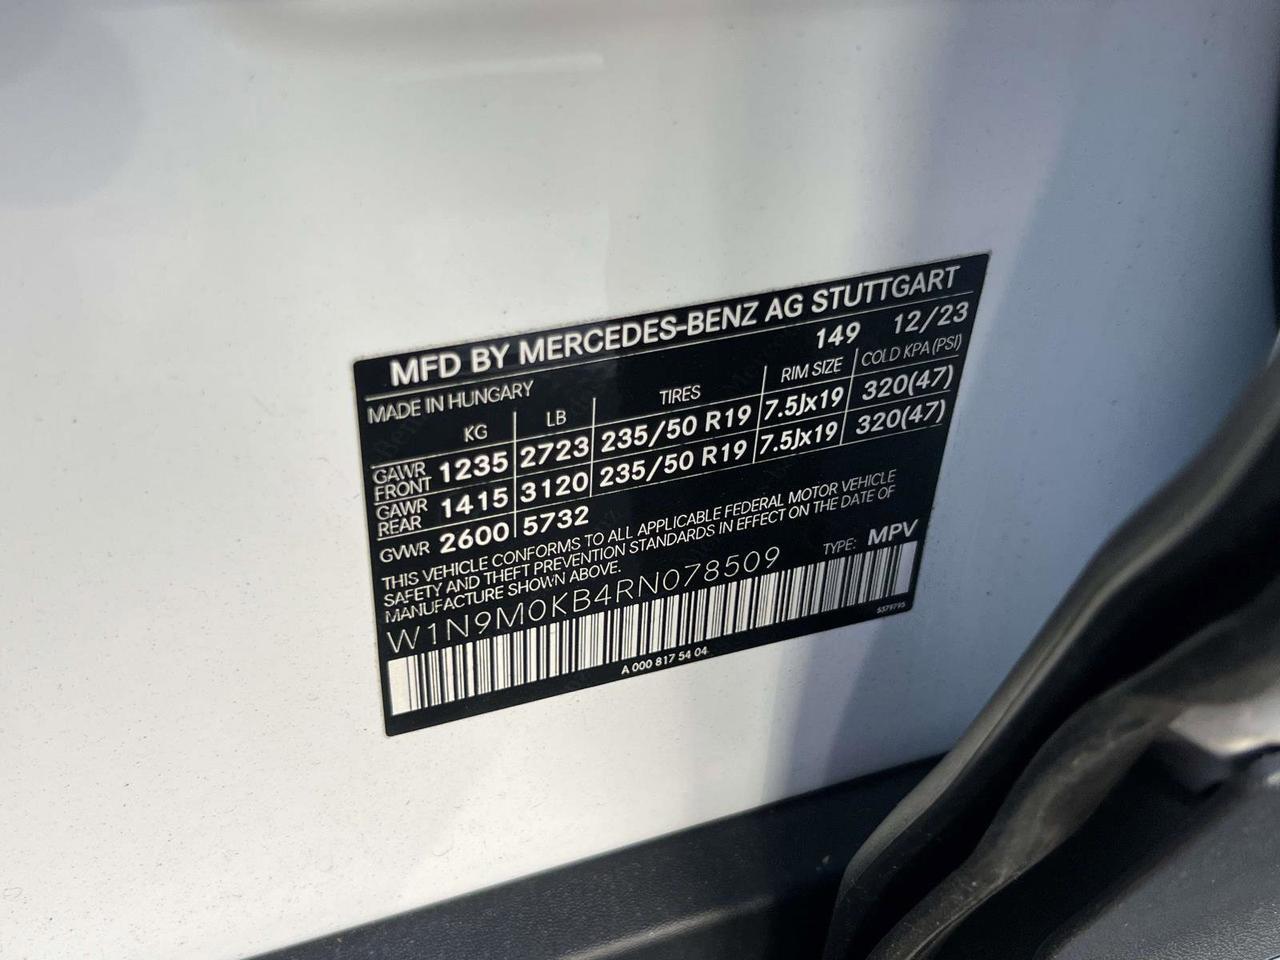 MFD BY MERCEDES-BENZ AG STUTTGART
MADE IN HUNGARY 149 12/23
KG LB TIRES RIM SIZE COLD KPA (PSI)
GAWR FRONT 1235 2723 235/50 R19 7.5Jx19 320(47)
GAWR REAR 1415 3120 235/50 R19 7.5Jx19 320(47)
GVWR 2600 5732
THIS VEHICLE CONFORMS TO ALL APPLICABLE FEDERAL MOTOR VEHICLE
SAFETY AND THEFT PREVENTION STANDARDS IN EFFECT ON THE DATE OF
MANUFACTURE SHOWN ABOVE.
W1N9M0KB4RN078509 TYPE: MPV
A 000 817 54 04
5379795